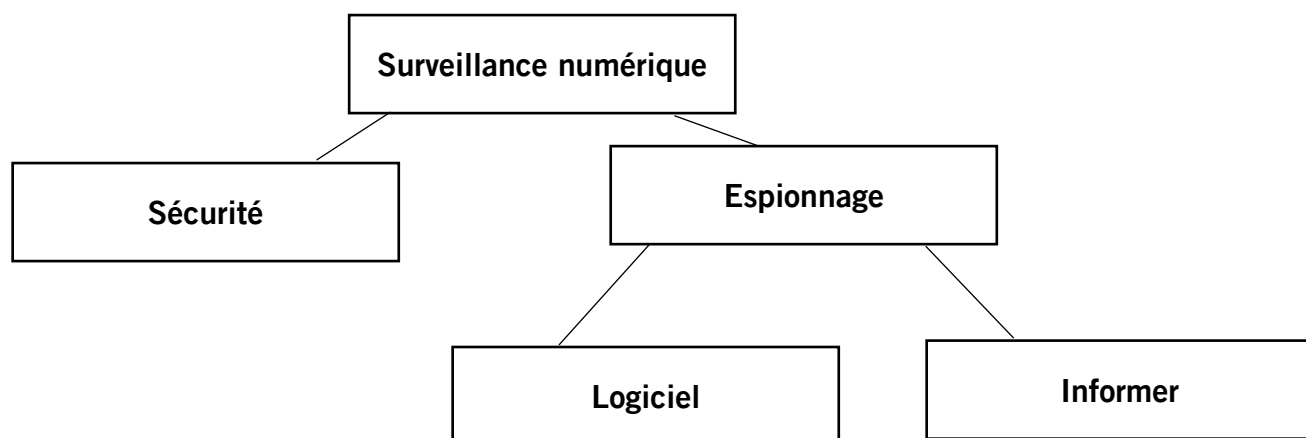 Surveillance numérique
Sécurité
Espionnage
Logiciel
Informer